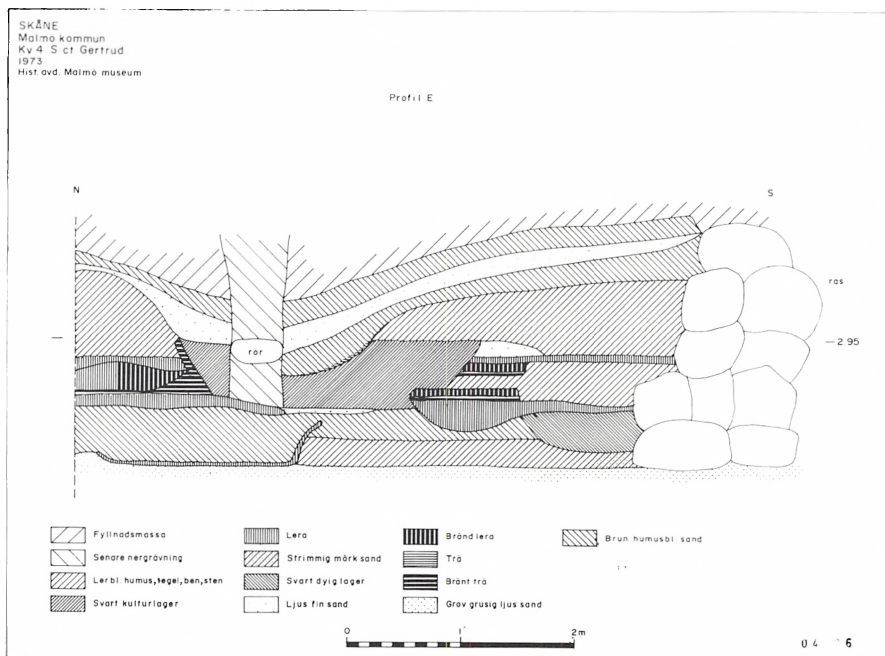 SKÅNE
Malmö kommun
Kv 4 S:ct Gertrud
1973
Hist. avd. Malmö museum
Profil E
N
S
ras
2.95
rör
Fyllnadsmassa
Senare nergrävning
Lerbl. humus, tegel, ben, sten
Svart kulturlager
Lera
Strimmig mörk sand
Svart dyig lager
Ljus fin sand
Bränd lera
Trä
Bränt trä
Grov grusig ljus sand
Brun humusbl sand
0 1 2m
04 6